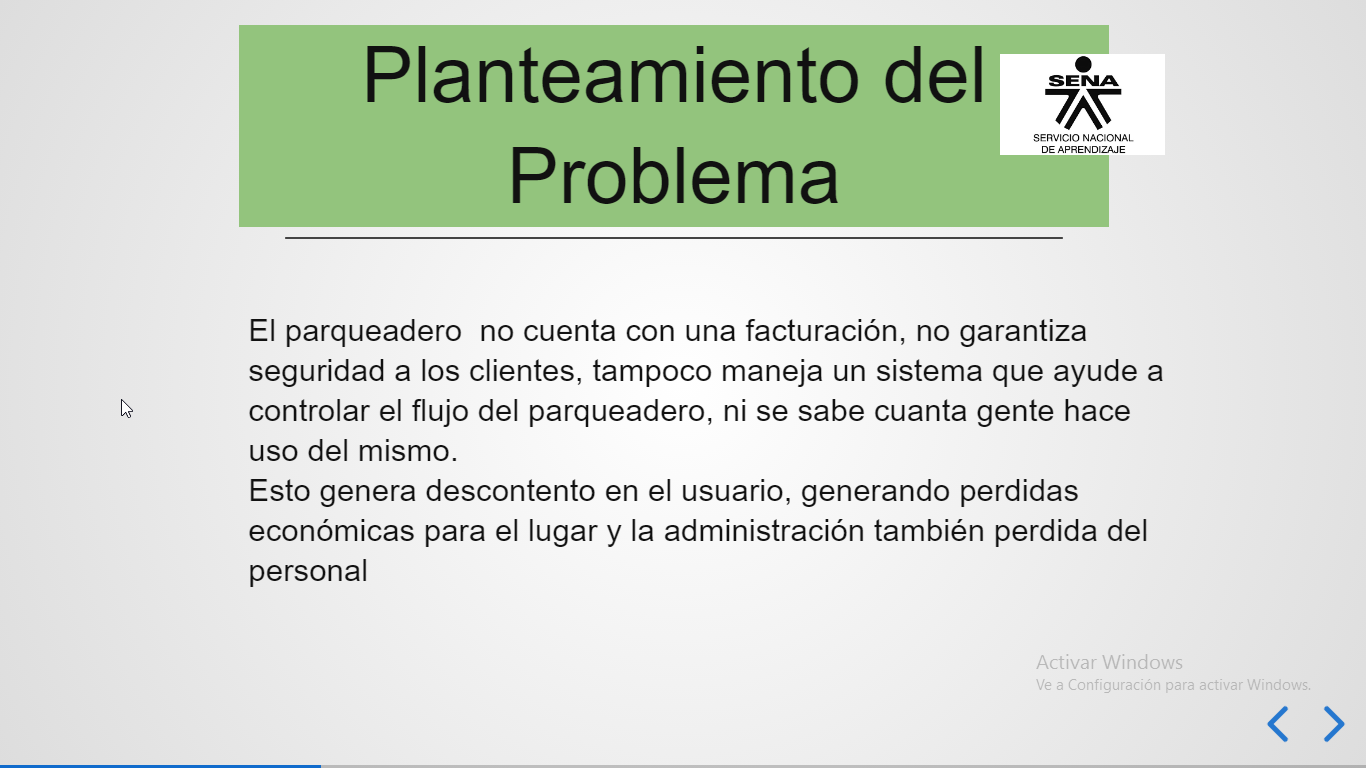 Planteamiento del
Problema
SENA
SERVICIO NACIONAL
DE APRENDIZAJE
El parqueadero  no cuenta con una facturación, no garantiza
seguridad a los clientes, tampoco maneja un sistema que ayude a
controlar el flujo del parqueadero, ni se sabe cuanta gente hace
uso del mismo.
Esto genera descontento en el usuario, generando perdidas
económicas para el lugar y la administración también perdida del
personal
Activar Windows
Ve a Configuración para activar Windows.